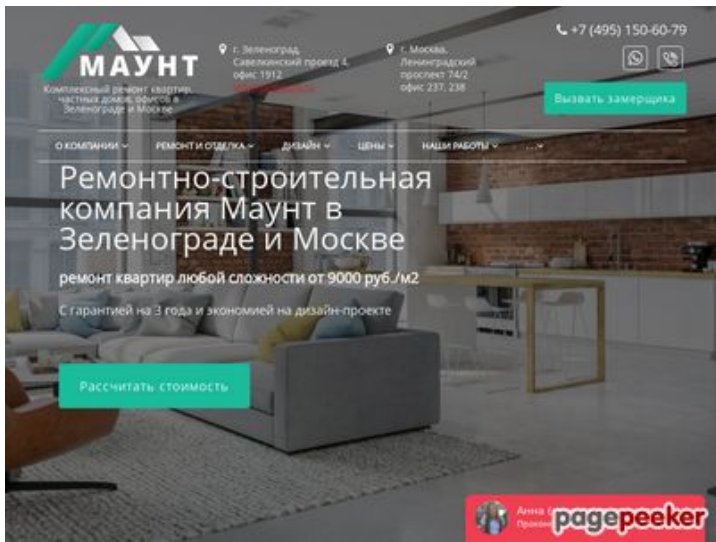 МАУНТ
Комплексный ремонт квартир,
частных домов, офисов в
Зеленограде и Москве
г. Зеленоград,
Савелкинский проезд 4,
офис 1912
г. Москва,
Ленинградский
проспект 74/2
офис 237, 238
+7 (495) 150-60-79
Вызвать замерщика
О КОМПАНИИ
РЕМОНТ И ОТДЕЛКА
ДИЗАЙН
ЦЕНЫ
НАШИ РАБОТЫ
...
Ремонтно-строительная
компания Маунт в
Зеленограде и Москве
ремонт квартир любой сложности от 9000 руб./м2
С гарантией на 3 года и экономией на дизайн-проекте
Рассчитать стоимость
Анна
pagepeeker